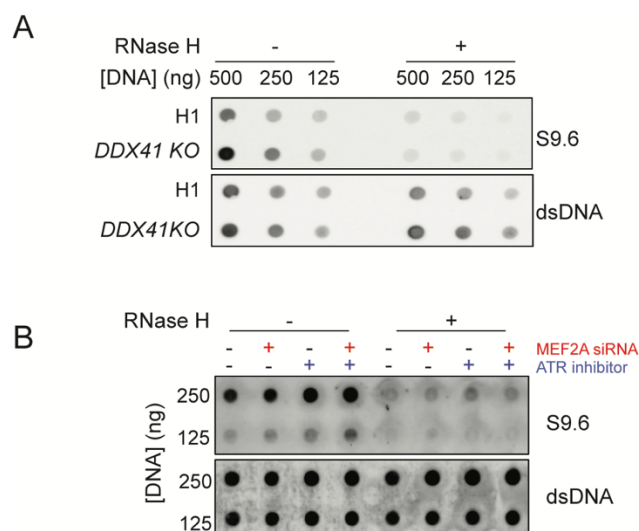 A
RNase H - +
[DNA] (ng) 500 250 125 500 250 125
H1
DDX41 KO
S9.6
H1
DDX41KO
dsDNA
B
RNase H - +
- + - + - + - + MEF2A siRNA
- - + + - - + + ATR inhibitor
[DNA] (ng)
250
125
S9.6
250
125
dsDNA